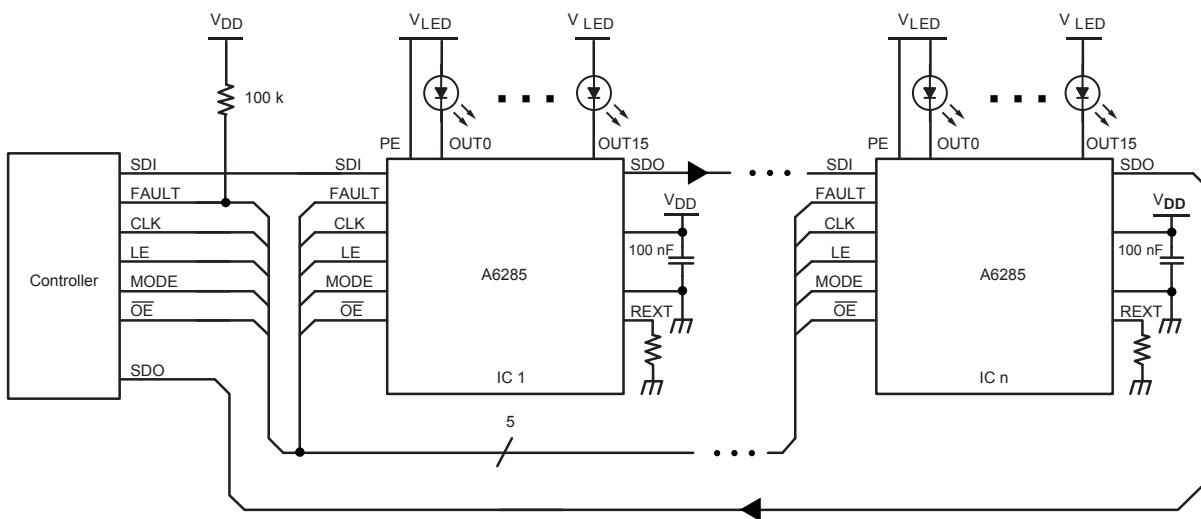 VDD
VLED
V LED
VLED
V LED
100 k
PE
OUT0
OUT15
PE
OUT0
OUT15
SDI
SDI
SDO
SDI
SDO
FAULT
FAULT
FAULT
VDD
VDD
CLK
CLK
CLK
LE
LE
100 nF
LE
100 nF
Controller
MODE
MODE
A6285
MODE
A6285
OE
OE
REXT
OE
REXT
SDO
IC 1
IC n
5